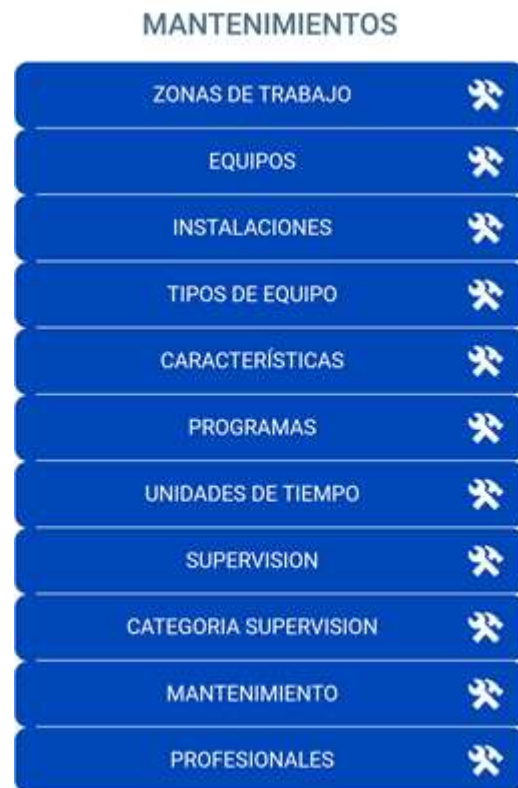 MANTENIMIENTOS
ZONAS DE TRABAJO
EQUIPOS
INSTALACIONES
TIPOS DE EQUIPO
CARACTERÍSTICAS
PROGRAMAS
UNIDADES DE TIEMPO
SUPERVISION
CATEGORIA SUPERVISION
MANTENIMIENTO
PROFESIONALES